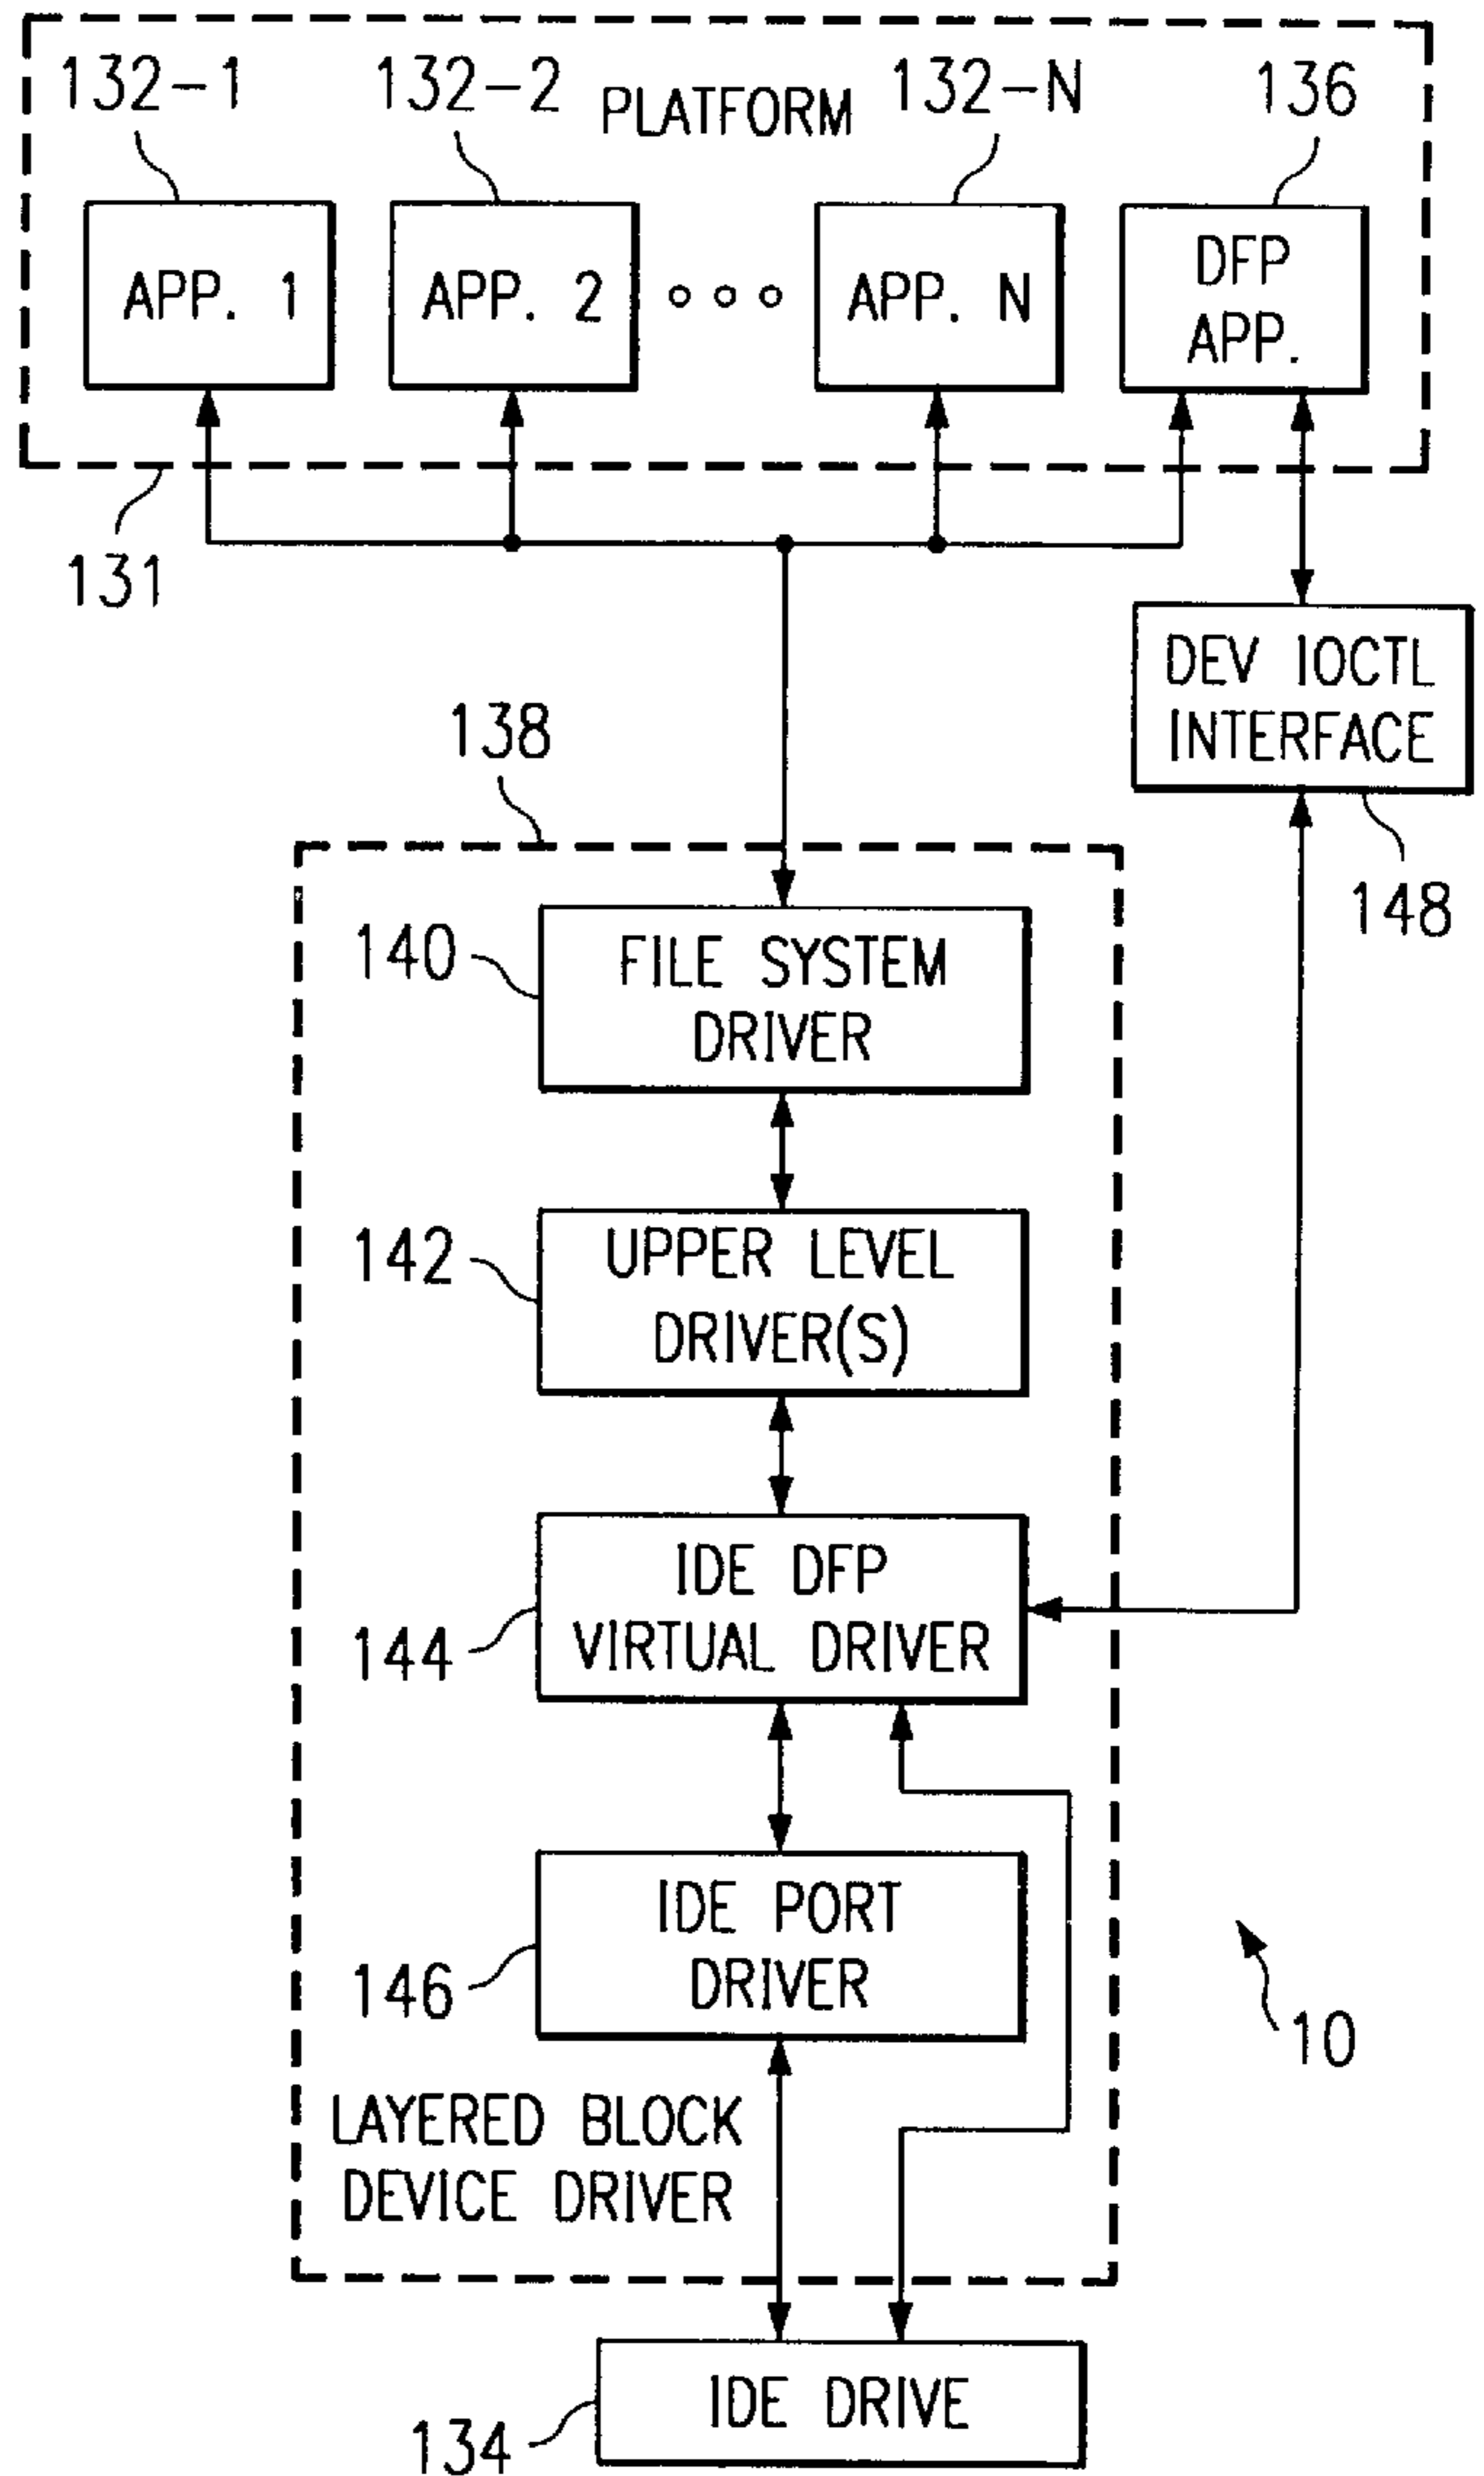 132-1
132-2
PLATFORM
132-N
136
APP. 1
APP. 2
APP. N
DFP
APP.
131
DEV IOCTL
INTERFACE
138
148
140
FILE SYSTEM
DRIVER
142
UPPER LEVEL
DRIVER(S)
144
IDE DFP
VIRTUAL DRIVER
146
IDE PORT
DRIVER
10
LAYERED BLOCK
DEVICE DRIVER
134
IDE DRIVE